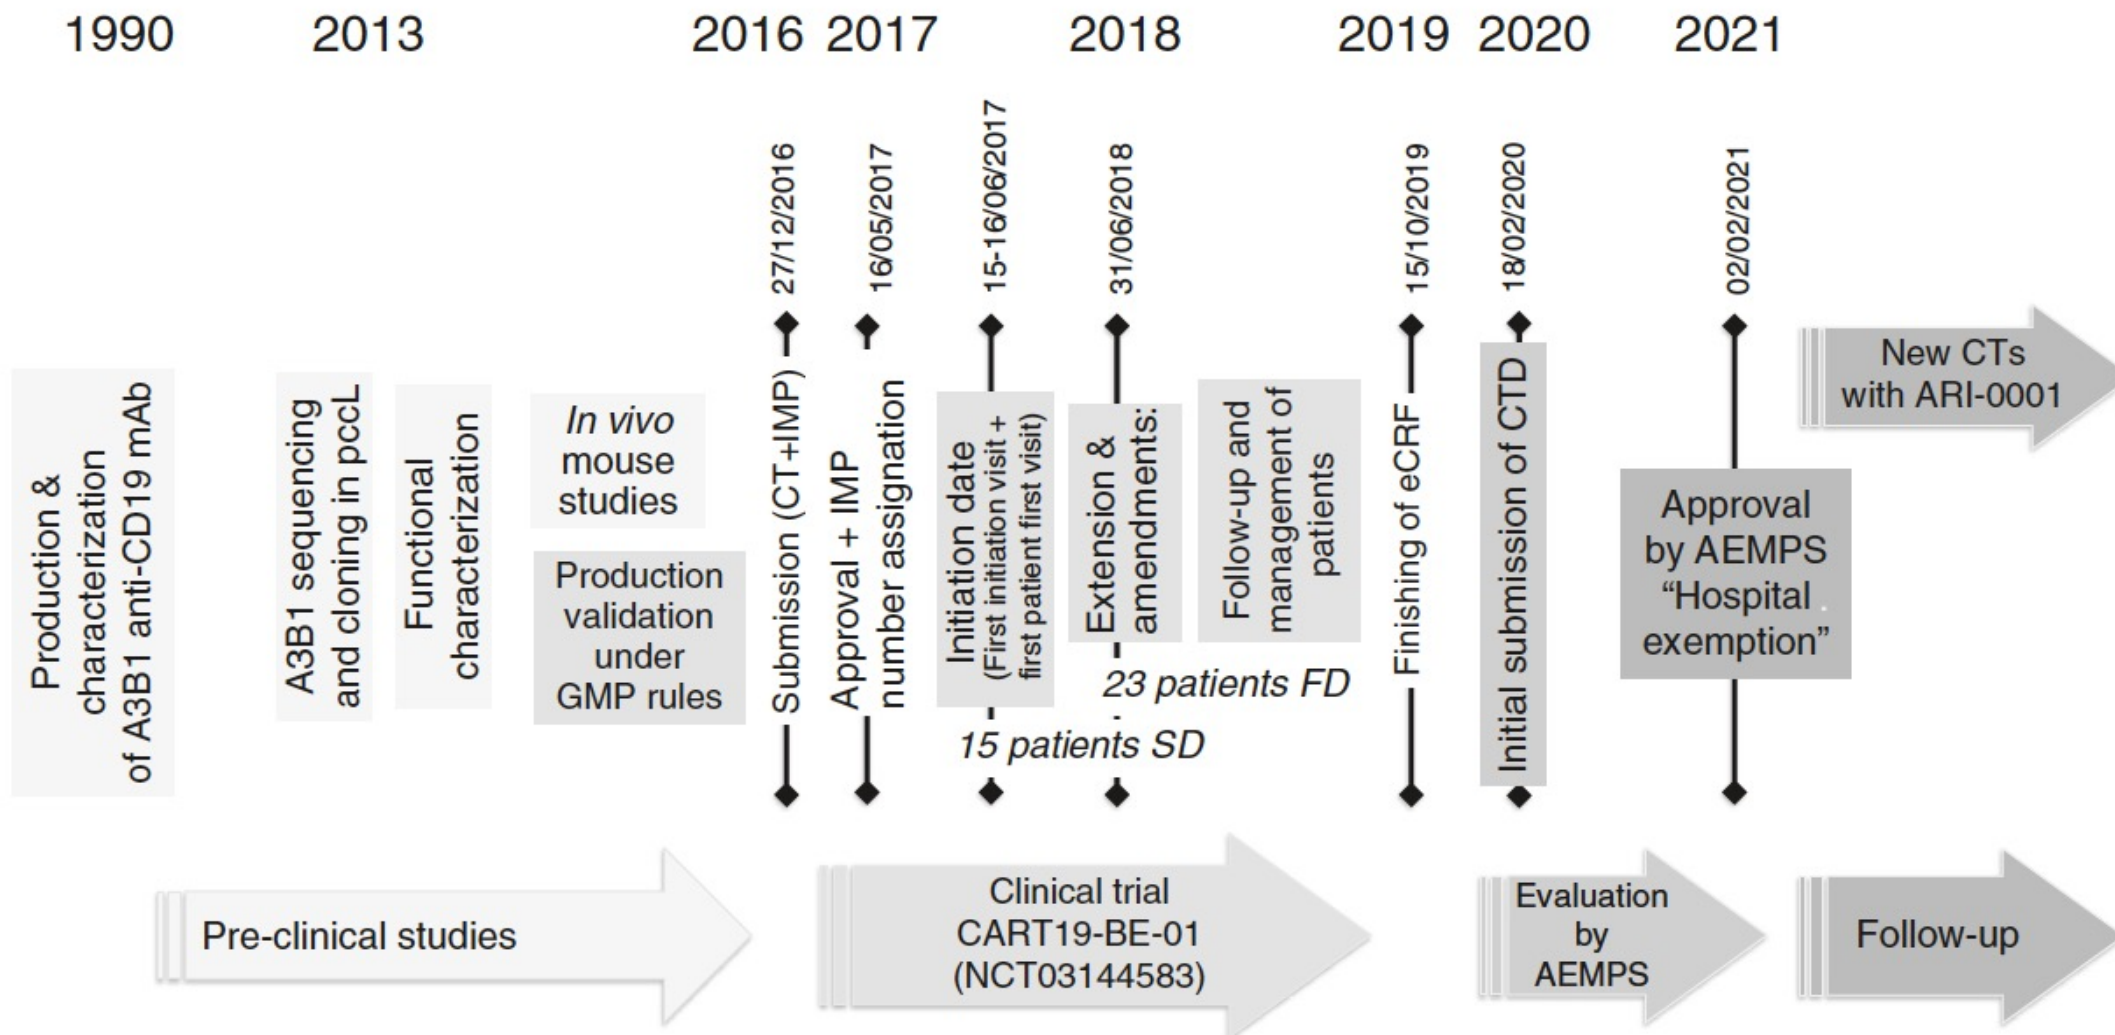 1990
2013
2016
2017
2018
2019
2020
2021
27/12/2016
16/05/2017
15-16/06/2017
31/06/2018
15/10/2019
18/02/2020
02/02/2021
Production &
characterization
of A3B1 anti-CD19 mAb
A3B1 sequencing
and cloning in pccL
Functional
characterization
In vivo
mouse
studies
Production
validation
under
GMP rules
Submission (CT+IMP)
Approval + IMP
number assignation
Initiation date
(First initiation visit +
first patient first visit)
15 patients SD
Extension &
amendments:
23 patients FD
Follow-up and
management of
patients
Finishing of eCRF
Initial submission of CTD
Approval
by AEMPS
“Hospital .
exemption”
New CTs
with ARI-0001
Pre-clinical studies
Clinical trial
CART19-BE-01
(NCT03144583)
Evaluation
by
AEMPS
Follow-up